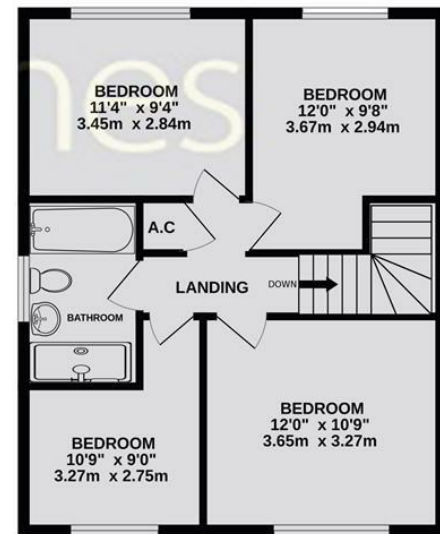 nes
BEDROOM
11'4" x 9'4"
3.45m x 2.84m
BEDROOM
12'0" x 9'8"
3.67m x 2.94m
A.C
LANDING
DOWN
BATHROOM
BEDROOM
10'9" x 9'0"
3.27m x 2.75m
BEDROOM
12'0" x 10'9"
3.65m x 3.27m